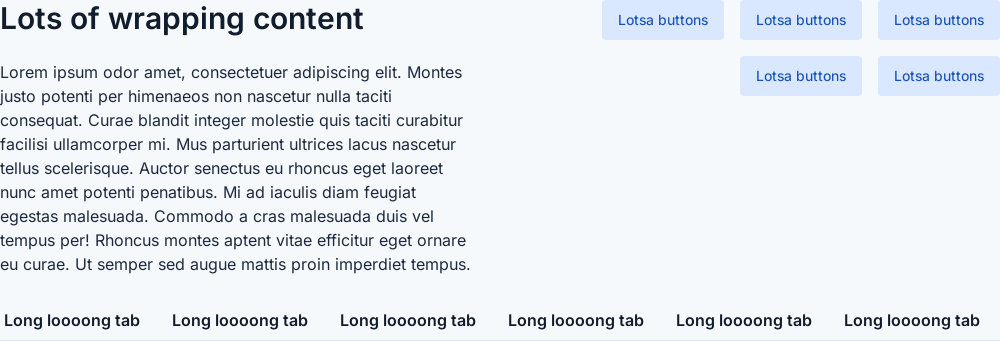 Lots of wrapping content
Lotsa buttons
Lotsa buttons
Lotsa buttons
Lotsa buttons
Lotsa buttons
Lorem ipsum odor amet, consectetuer adipiscing elit. Montes
justo potenti per himenaeos non nascetur nulla taciti
consequat. Curae blandit integer molestie quis taciti curabitur
facilisi ullamcorper mi. Mus parturient ultrices lacus nascetur
tellus scelerisque. Auctor senectus eu rhoncus eget laoreet
nunc amet potenti penatibus. Mi ad iaculis diam feugiat
egestas malesuada. Commodo a cras malesuada duis vel
tempus per! Rhoncus montes aptent vitae efficitur eget ornare
eu curae. Ut semper sed augue mattis proin imperdiet tempus.
Long loooong tab
Long loooong tab
Long loooong tab
Long loooong tab
Long loooong tab
Long loooong tab